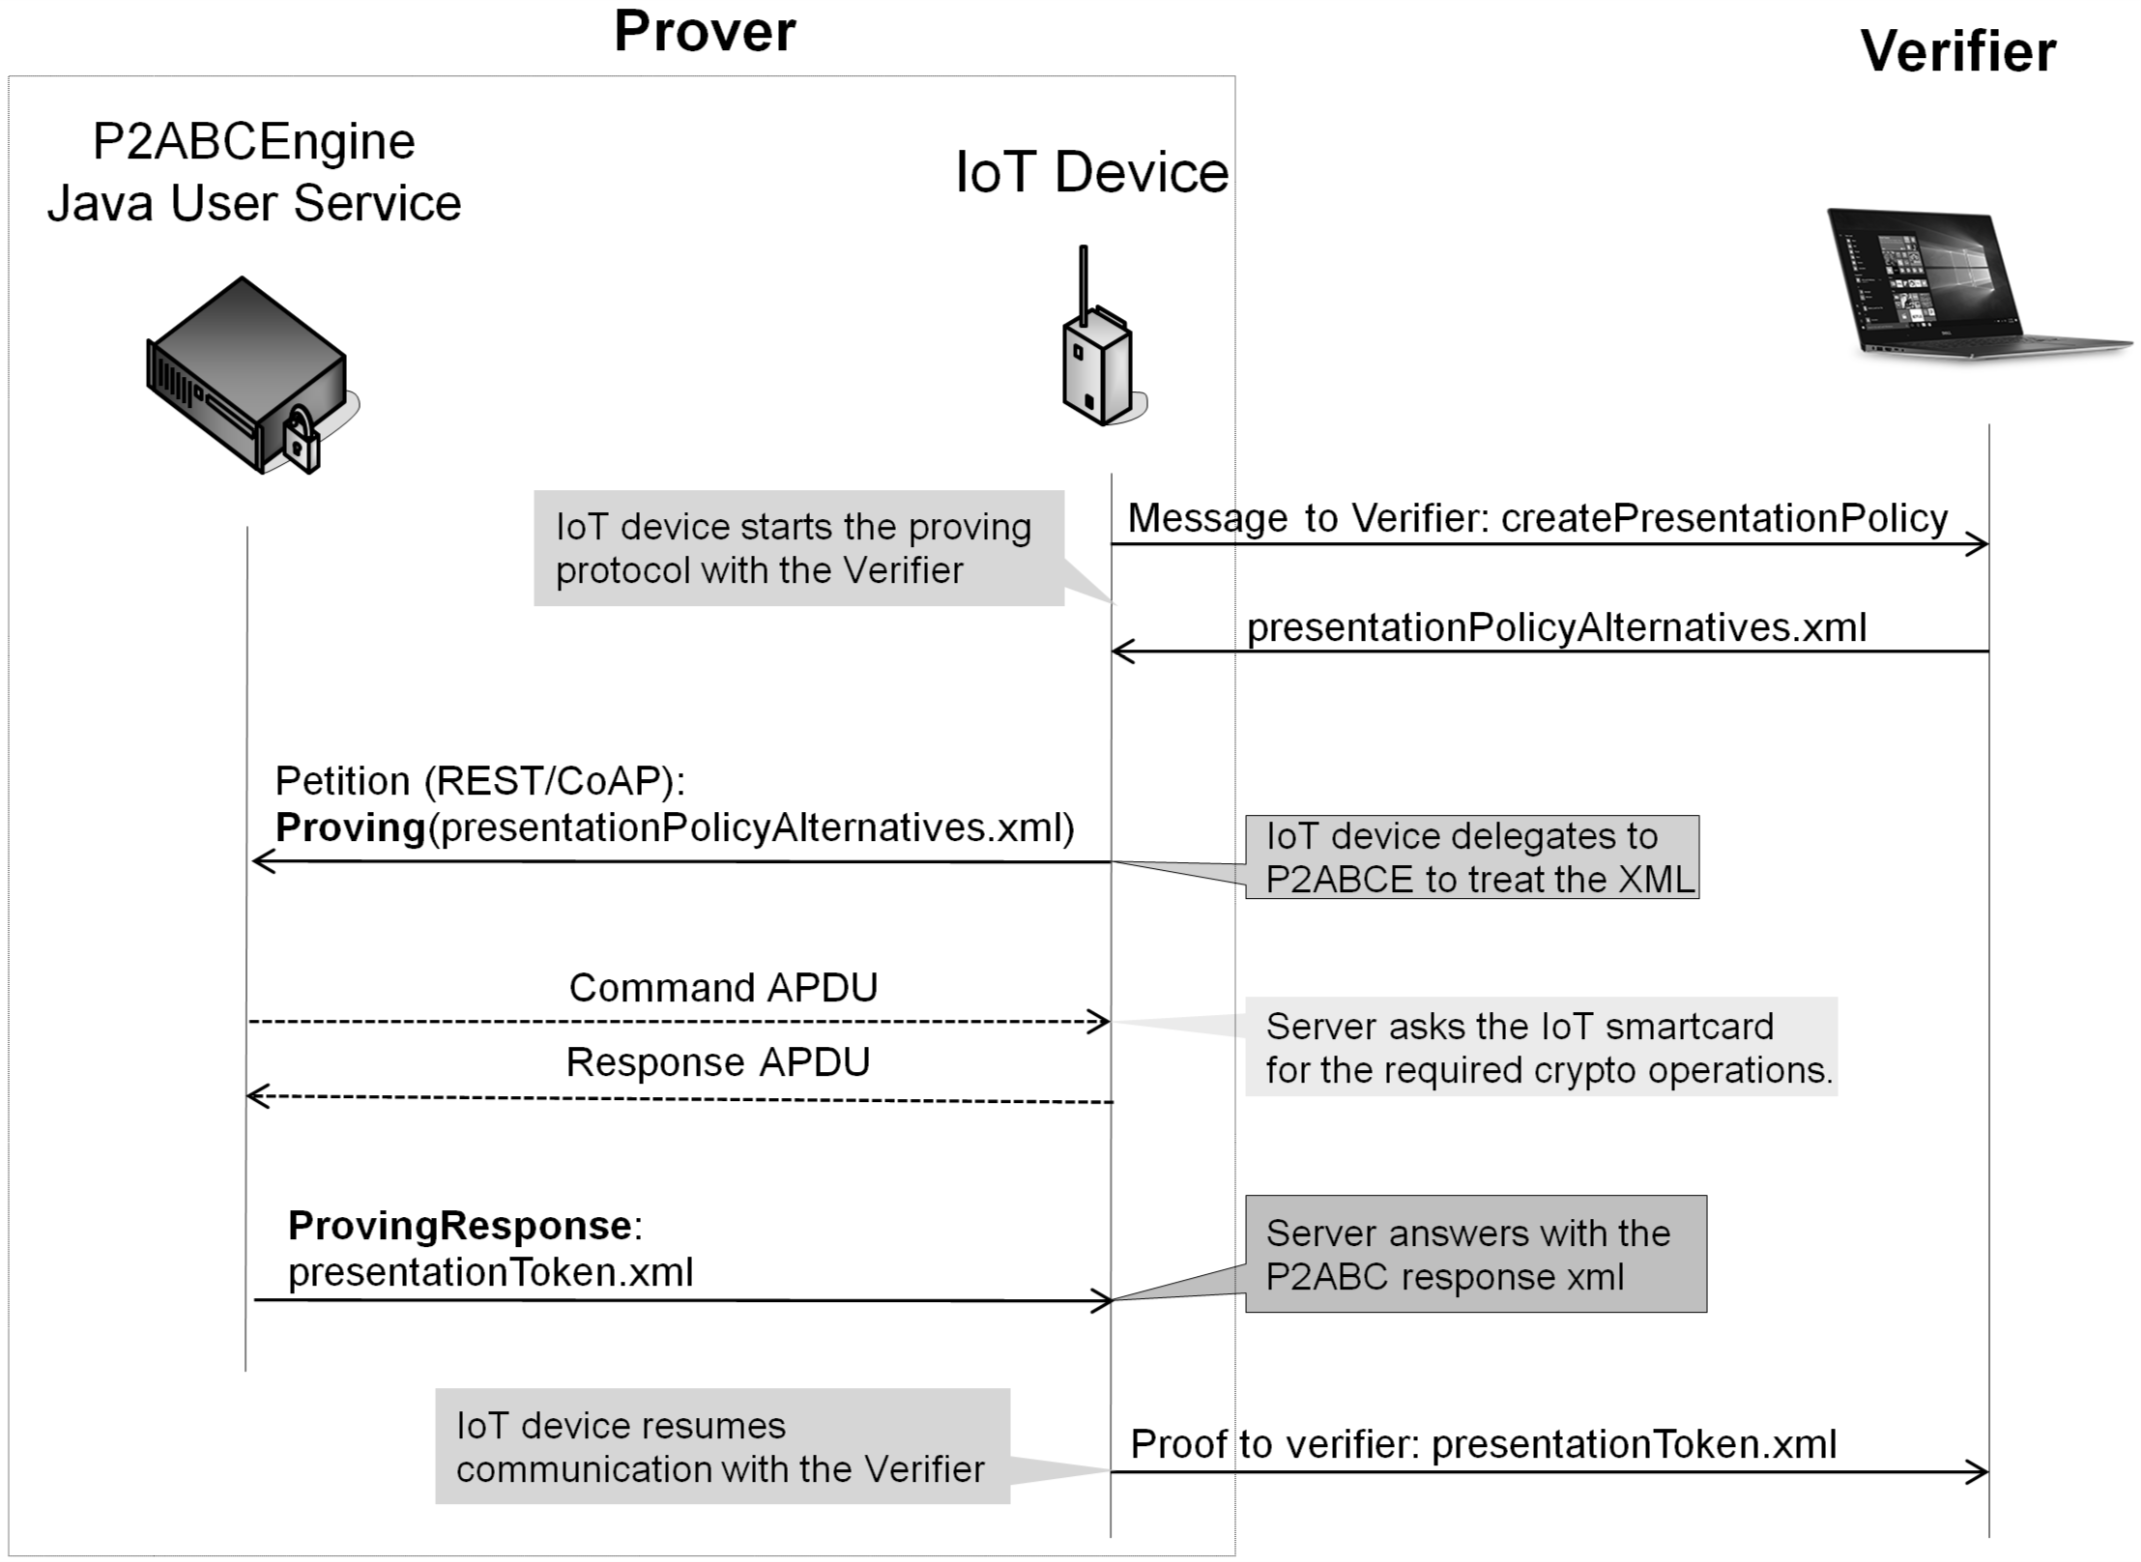 Prover
Verifier
P2ABCEngine
Java User Service
IoT Device
IoT device starts the proving
protocol with the Verifier
Message to Verifier: createPresentationPolicy
presentationPolicyAlternatives.xml
Petition (REST/CoAP):
Proving(presentationPolicyAlternatives.xml)
IoT device delegates to
P2ABCE to treat the XML
Command APDU
Response APDU
Server asks the IoT smartcard
for the required crypto operations.
ProvingResponse:
presentationToken.xml
Server answers with the
P2ABC response xml
IoT device resumes
communication with the Verifier
Proof to verifier: presentationToken.xml